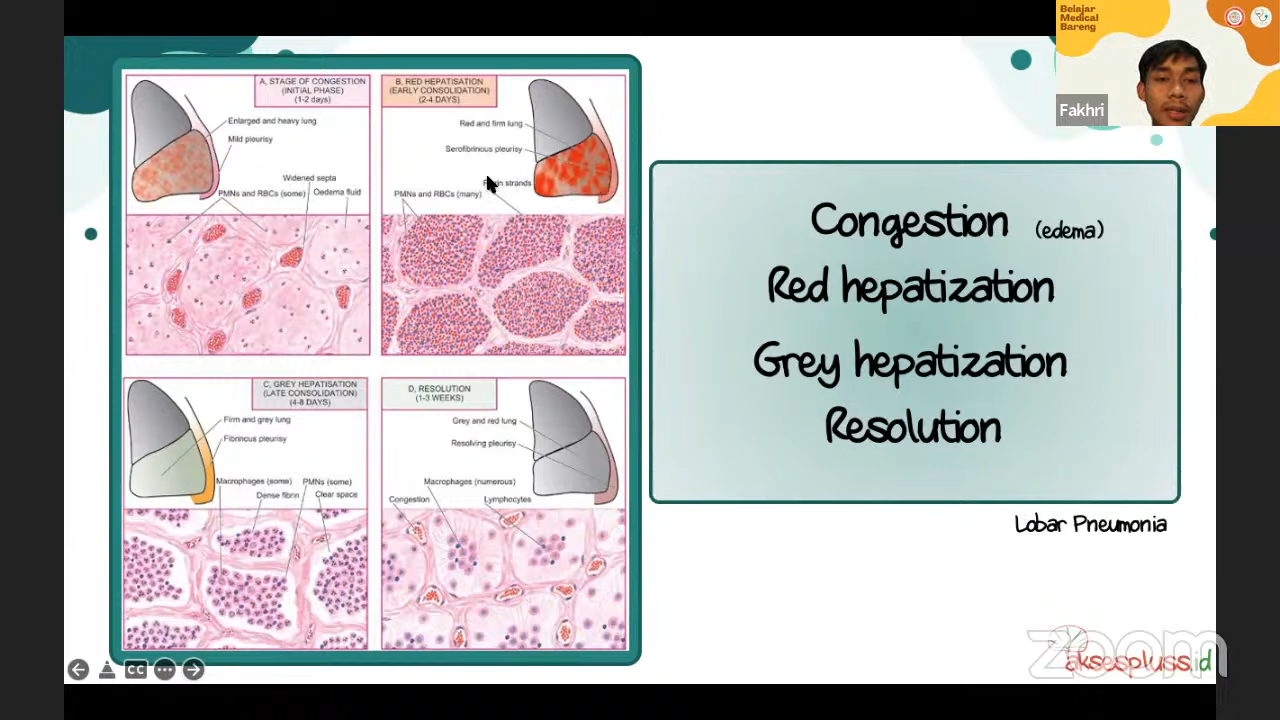 Belajar
Medical
Bareng
Fakhri
A, STAGE OF CONGESTION
(INITIAL PHASE)
(1-2 days)
Enlarged and heavy lung
Mild pleurisy
Widened septa
PMNs and RBCs (some)
Oedema fluid
B, RED HEPATISATION
(EARLY CONSOLIDATION)
(2-4 DAYS)
Red and firm lung
Serofibrinous pleurisy
strands
PMNs and RBCs (many)
C, GREY HEPATISATION
(LATE CONSOLIDATION)
(4-8 DAYS)
Firm and grey lung
Fibrinous pleurisy
Macrophages (some)
PMNs (some)
Dense fibrin
Clear space
D, RESOLUTION
(1-3 WEEKS)
Grey and red lung
Resolving pleurisy
Macrophages (numerous)
Congestion
Lymphocytes
Congestion (edema)
Red hepatization
Grey hepatization
Resolution
Lobar Pneumonia
zoom
aksespluss.id
CC